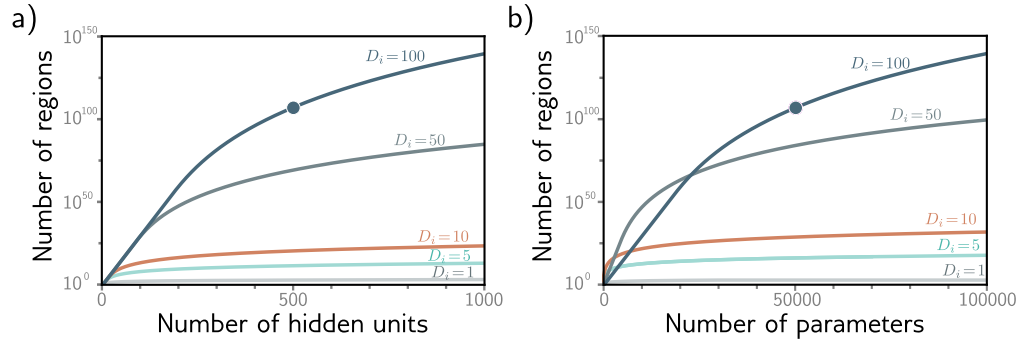 a)
Number of regions
10^150
10^100
10^50
10^0
D_i=100
D_i=50
D_i=10
D_i=5
D_i=1
0
500
1000
Number of hidden units
b)
Number of regions
10^150
10^100
10^50
10^0
D_i=100
D_i=50
D_i=10
D_i=5
D_i=1
0
50000
100000
Number of parameters